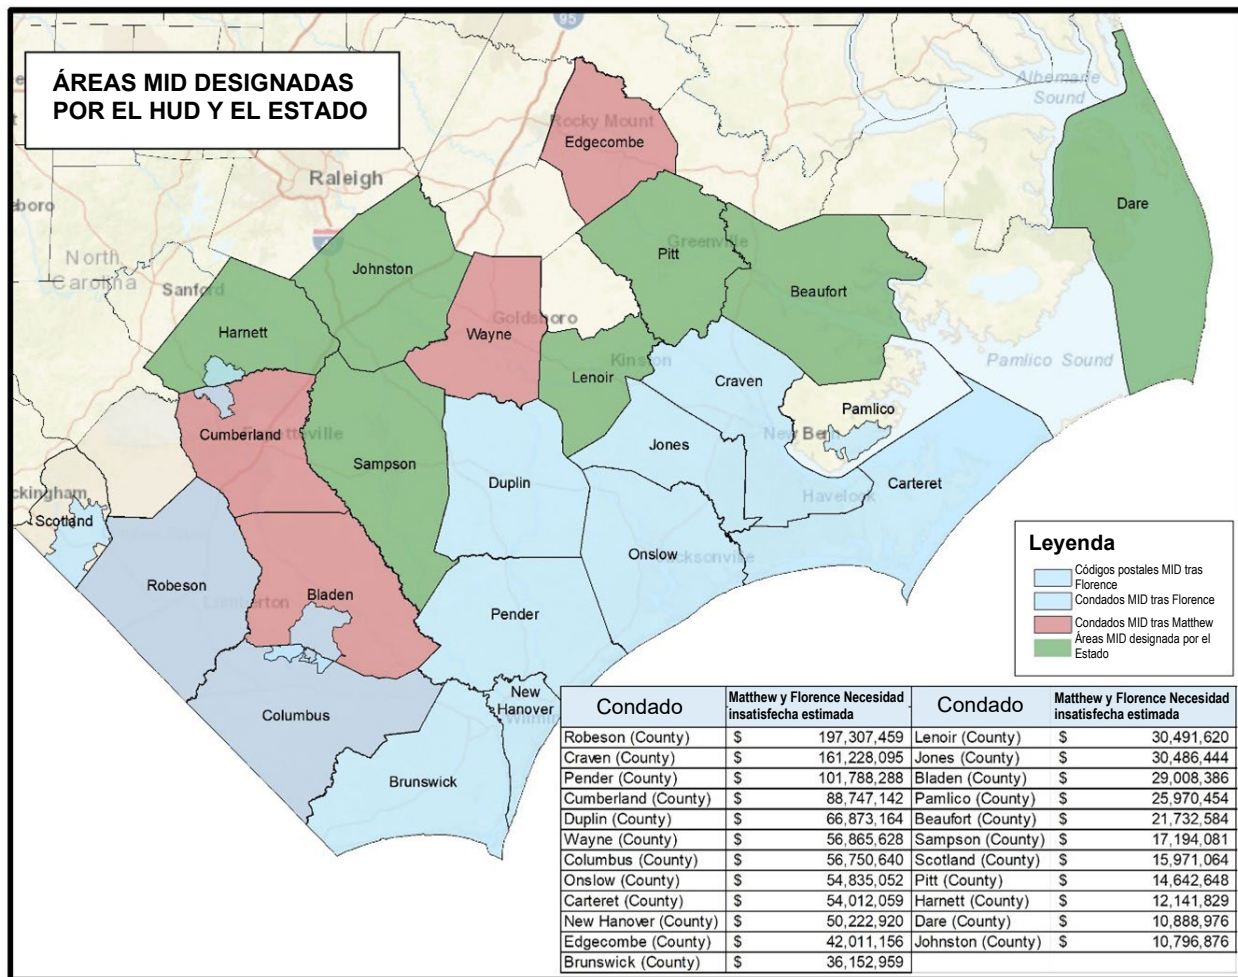 95
ÁREAS MID DESIGNADAS
POR EL HUD Y EL ESTADO
Albemarle
Sound
Rocky Mount
Edgecombe
Raleigh
boro
Dare
Greenville
Pitt
North
Carolina
Johnston
Sanford
Beaufort
Goldsboro
Harnett
Wayne
Kinston
Pamlico Sound
Lenoir
Craven
Pamlico
Cumberland
New Bern
Jones
Sampson
Duplin
Carteret
Havelock
ckingham
Scotland
Onslow
Jacksonville
Robeson
Lumberton
Bladen
Pender
New
Hanover
Wilmin
Columbus
Brunswick
Leyenda
Códigos postales MID tras
Florence
Condados MID tras Florence
Condados MID tras Matthew
Áreas MID designada por el
Estado
Condado Matthew y Florence Necesidad insatisfecha estimada Condado Matthew y Florence Necesidad insatisfecha estimada
Robeson (County) $ 197,307,459 Lenoir (County) $ 30,491,620
Craven (County) $ 161,228,095 Jones (County) $ 30,486,444
Pender (County) $ 101,788,288 Bladen (County) $ 29,008,386
Cumberland (County) $ 88,747,142 Pamlico (County) $ 25,970,454
Duplin (County) $ 66,873,164 Beaufort (County) $ 21,732,584
Wayne (County) $ 56,865,628 Sampson (County) $ 17,194,081
Columbus (County) $ 56,750,640 Scotland (County) $ 15,971,064
Onslow (County) $ 54,835,052 Pitt (County) $ 14,642,648
Carteret (County) $ 54,012,059 Harnett (County) $ 12,141,829
New Hanover (County) $ 50,222,920 Dare (County) $ 10,888,976
Edgecombe (County) $ 42,011,156 Johnston (County) $ 10,796,876
Brunswick (County) $ 36,152,959